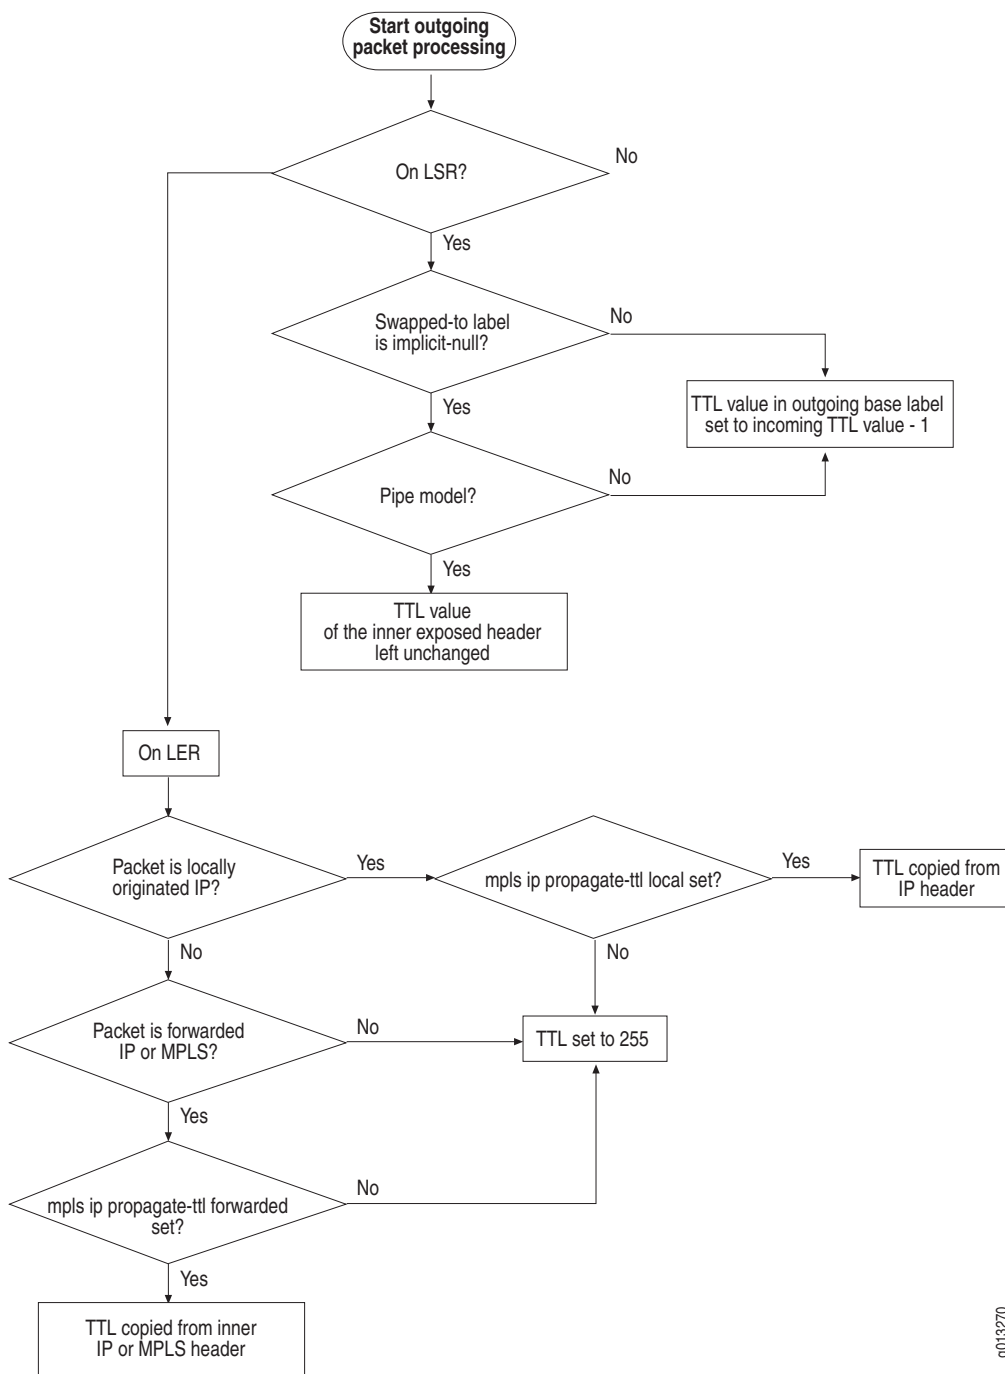 Start outgoing
packet processing
On LSR?
No
Yes
Swapped-to label
is implicit-null?
No
TTL value in outgoing base label
set to incoming TTL value - 1
Yes
Pipe model?
No
Yes
TTL value
of the inner exposed header
left unchanged
On LER
Packet is locally
originated IP?
Yes
mpls ip propagate-ttl local set?
Yes
TTL copied from
IP header
No
No
Packet is forwarded
IP or MPLS?
No
TTL set to 255
Yes
mpls ip propagate-ttl forwarded
set?
No
Yes
TTL copied from inner
IP or MPLS header
g013270